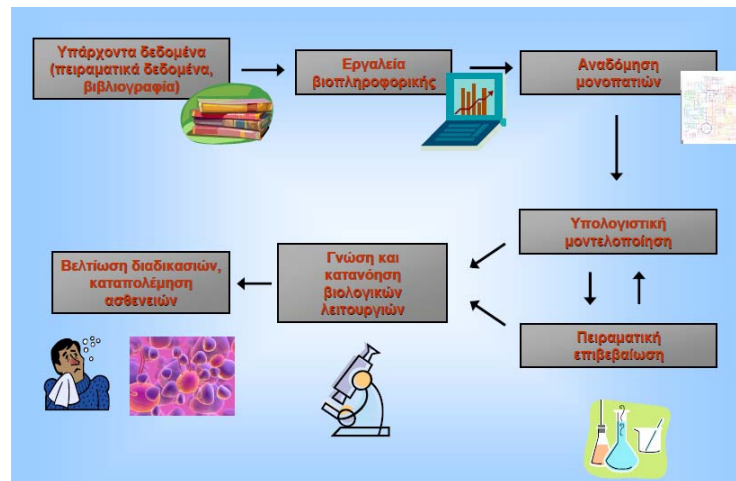 Υπάρχοντα δεδομένα
(πειραματικά δεδομένα,
βιβλιογραφία)
Εργαλεία
βιοπληροφορικής
Αναδόμηση
μονοπατιών
Υπολογιστική
μοντελοποίηση
Γνώση και
κατανόηση
βιολογικών
λειτουργιών
Βελτίωση διαδικασιών,
καταπολέμηση
ασθενειών
Πειραματική
επιβεβαίωση